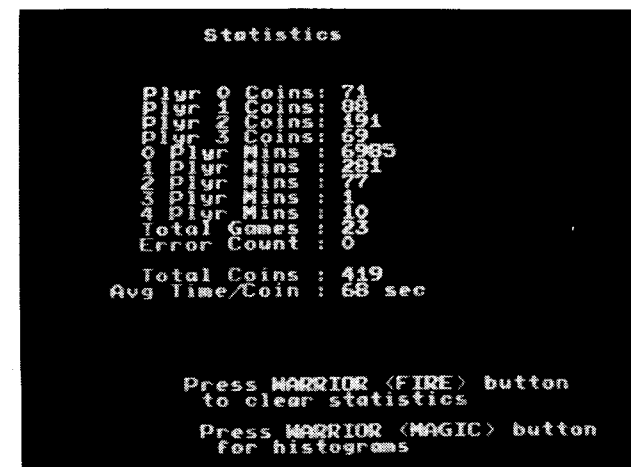 Statistics
Plyr 0 Coins: 71
Plyr 1 Coins: 88
Plyr 2 Coins: 191
Plyr 3 Coins: 69
0 Plyr Mins : 6985
1 Plyr Mins : 281
2 Plyr Mins : 77
3 Plyr Mins : 1
4 Plyr Mins : 10
Total Games : 23
Error Count : 0
Total Coins : 419
Avg Time/Coin : 68 sec
Press WARRIOR <FIRE> button
to clear statistics
Press WARRIOR <MAGIC> button
for histograms